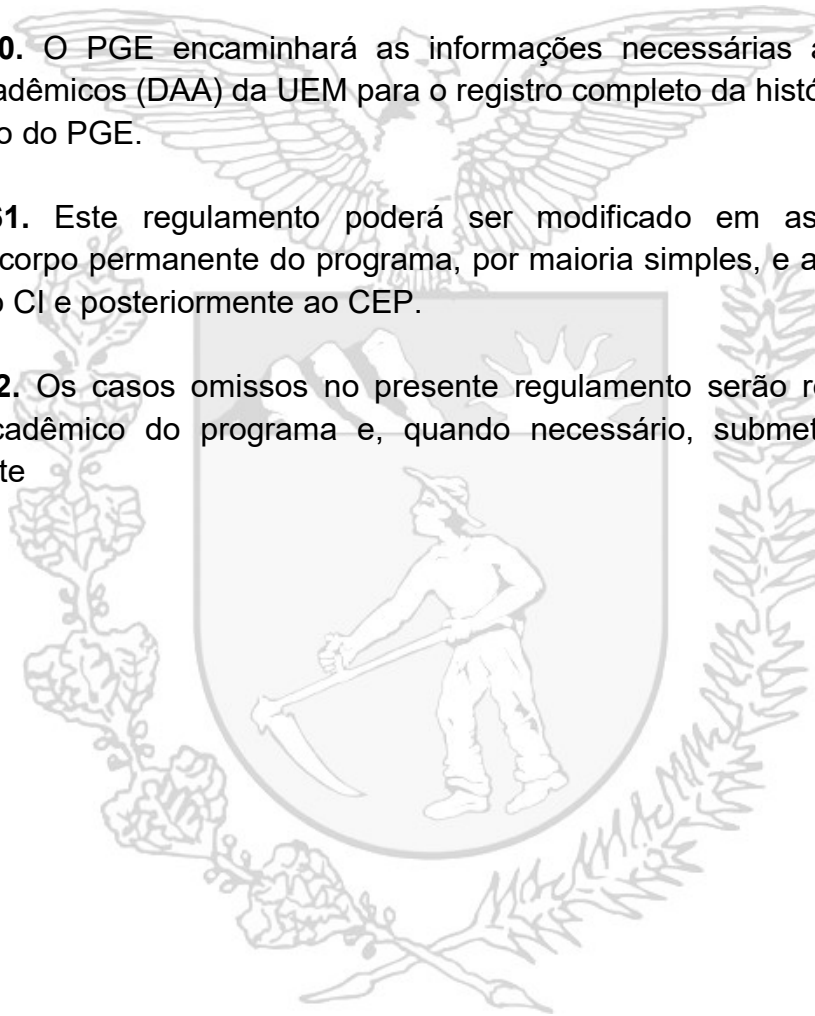 0. O PGE encaminhará as informações necessárias
adêmicos (DAA) da UEM para o registro completo da histó
o do PGE.
61. Este regulamento poderá ser modificado em as
corpo permanente do programa, por maioria simples, e a
o CI e posteriormente ao CEP.
2. Os casos omissos no presente regulamento serão re
cadêmico do programa e, quando necessário, submet
te